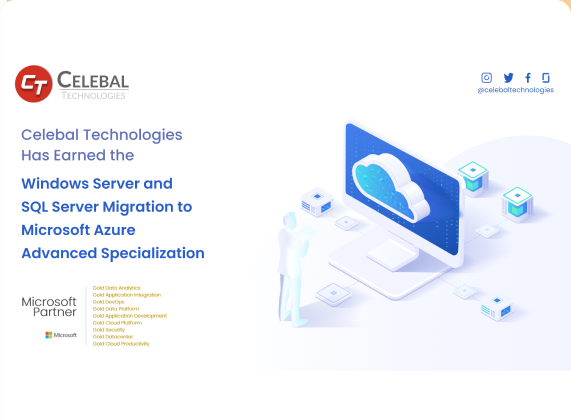 CT CELEBAL
TECHNOLOGIES
@celebaltechnologies
Celebal Technologies
Has Earned the
Windows Server and
SQL Server Migration to
Microsoft Azure
Advanced Specialization
Microsoft
Partner
Microsoft
Gold Data Analytics
Gold Application Integration
Gold DevOps
Gold Data Platform
Gold Application Development
Gold Cloud Platform
Gold Security
Gold Datacenter
Gold Cloud Productivity